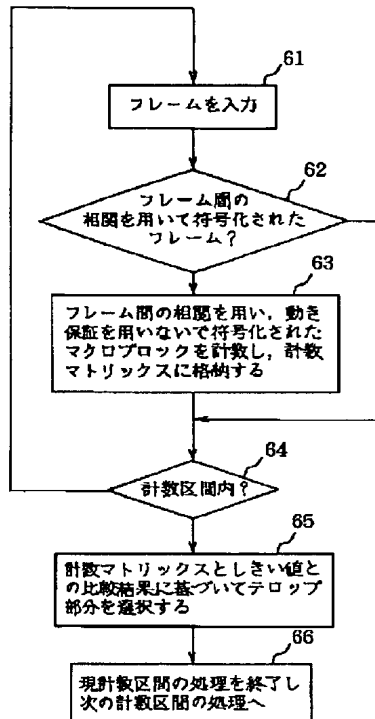 61
フレームを入力
62
フレーム間の
相関を用いて符号化された
フレーム?
63
フレーム間の相関を用い,動き
保証を用いないで符号化された
マクロブロックを計数し,計数
マトリックスに格納する
64
計数区間内?
65
計数マトリックスとしきい値と
の比較結果に基づいてテロップ
部分を選択する
66
現計数区間の処理を終了し
次の計数区間の処理へ